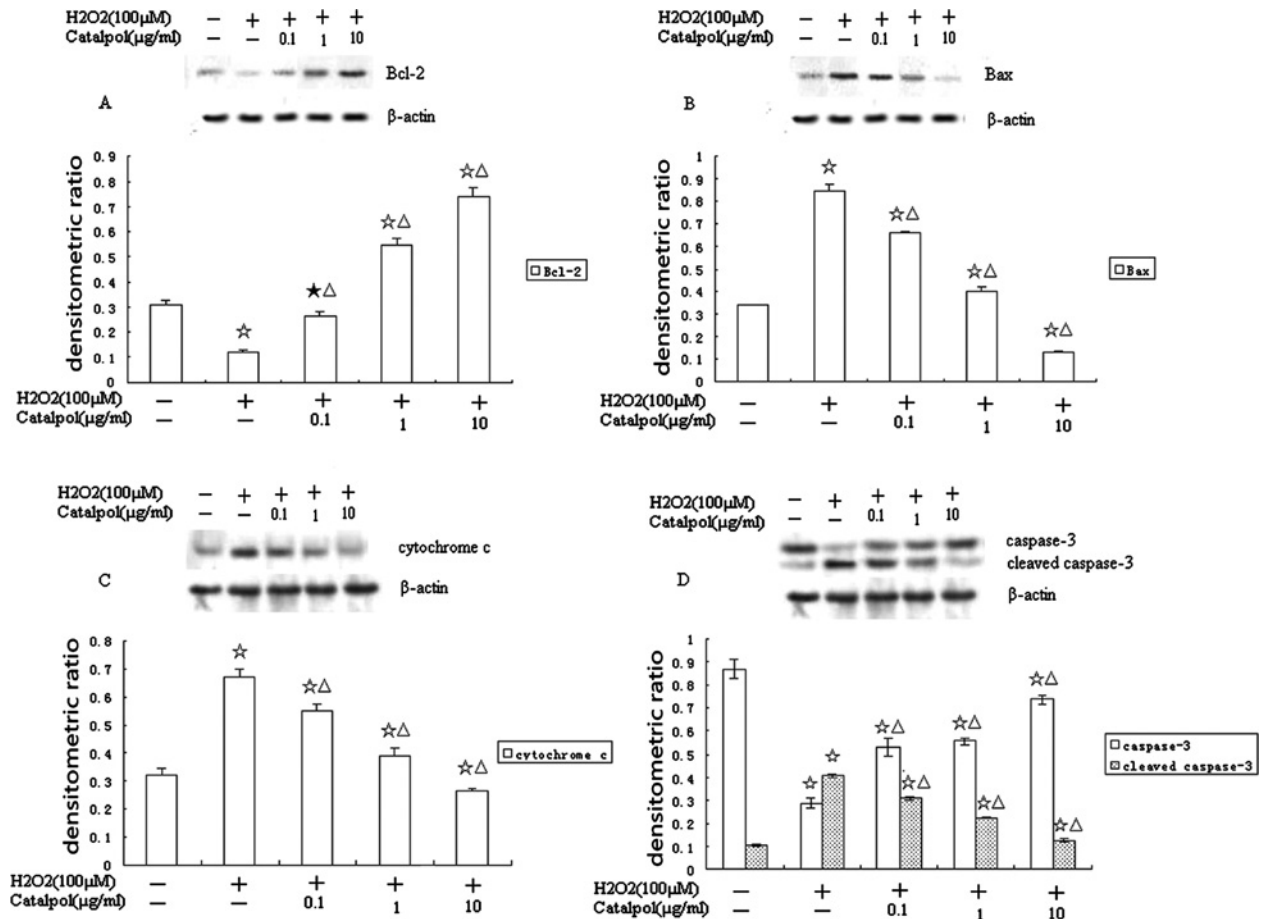 H2O2(100μM) − + + + +
Catalpol(μg/ml) − − 0.1 1 10
Bcl-2
A
β-actin
densitometric ratio
0.9
0.8
0.7
0.6
0.5
0.4
0.3
0.2
0.1
0
☆
★△
☆△
☆△
Bcl-2
H2O2(100μM) − + + + +
Catalpol(μg/ml) − − 0.1 1 10
H2O2(100μM) − + + + +
Catalpol(μg/ml) − − 0.1 1 10
Bax
B
β-actin
densitometric ratio
1
0.9
0.8
0.7
0.6
0.5
0.4
0.3
0.2
0.1
0
☆
☆△
☆△
☆△
Bax
H2O2(100μM) − + + + +
Catalpol(μg/ml) − − 0.1 1 10
H2O2(100μM) − + + + +
Catalpol(μg/ml) − − 0.1 1 10
cytochrome c
C
β-actin
densitometric ratio
0.8
0.7
0.6
0.5
0.4
0.3
0.2
0.1
0
☆
☆△
☆△
☆△
cytochrome c
H2O2(100μM) − + + + +
Catalpol(μg/ml) − − 0.1 1 10
H2O2(100μM) − + + + +
Catalpol(μg/ml) − − 0.1 1 10
caspase-3
cleaved caspase-3
D
β-actin
densitometric ratio
1
0.9
0.8
0.7
0.6
0.5
0.4
0.3
0.2
0.1
0
☆ ☆
☆△ ☆△
☆△ ☆△
☆△ ☆△
caspase-3
cleaved caspase-3
H2O2(100μM) − + + + +
Catalpol(μg/ml) − − 0.1 1 10